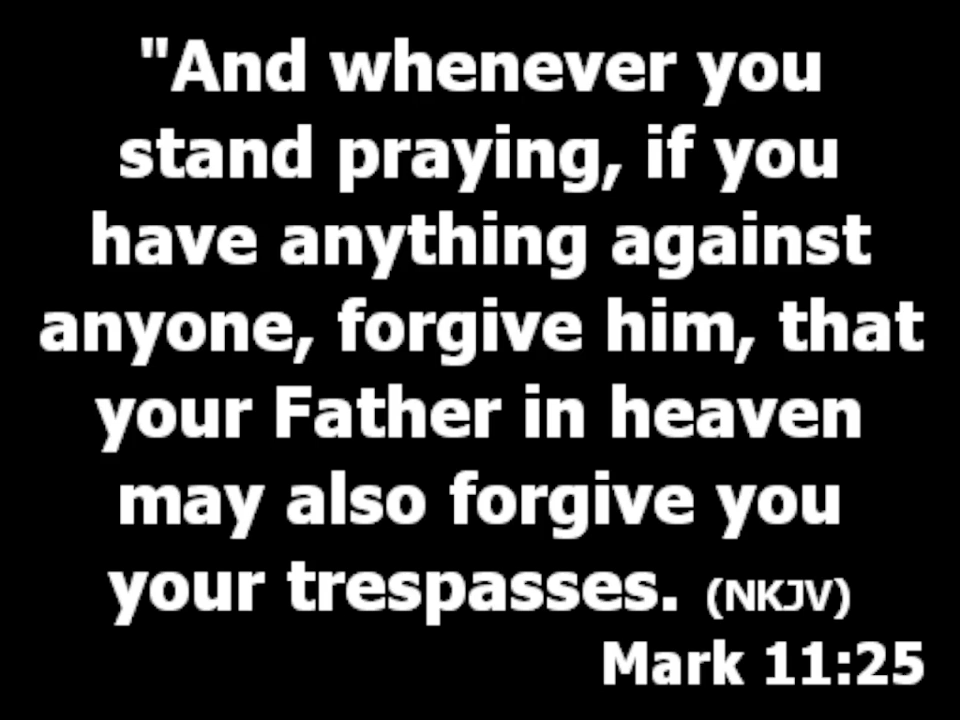 "And whenever you
stand praying, if you
have anything against
anyone, forgive him, that
your Father in heaven
may also forgive you
your trespasses. (NKJV)
Mark 11:25